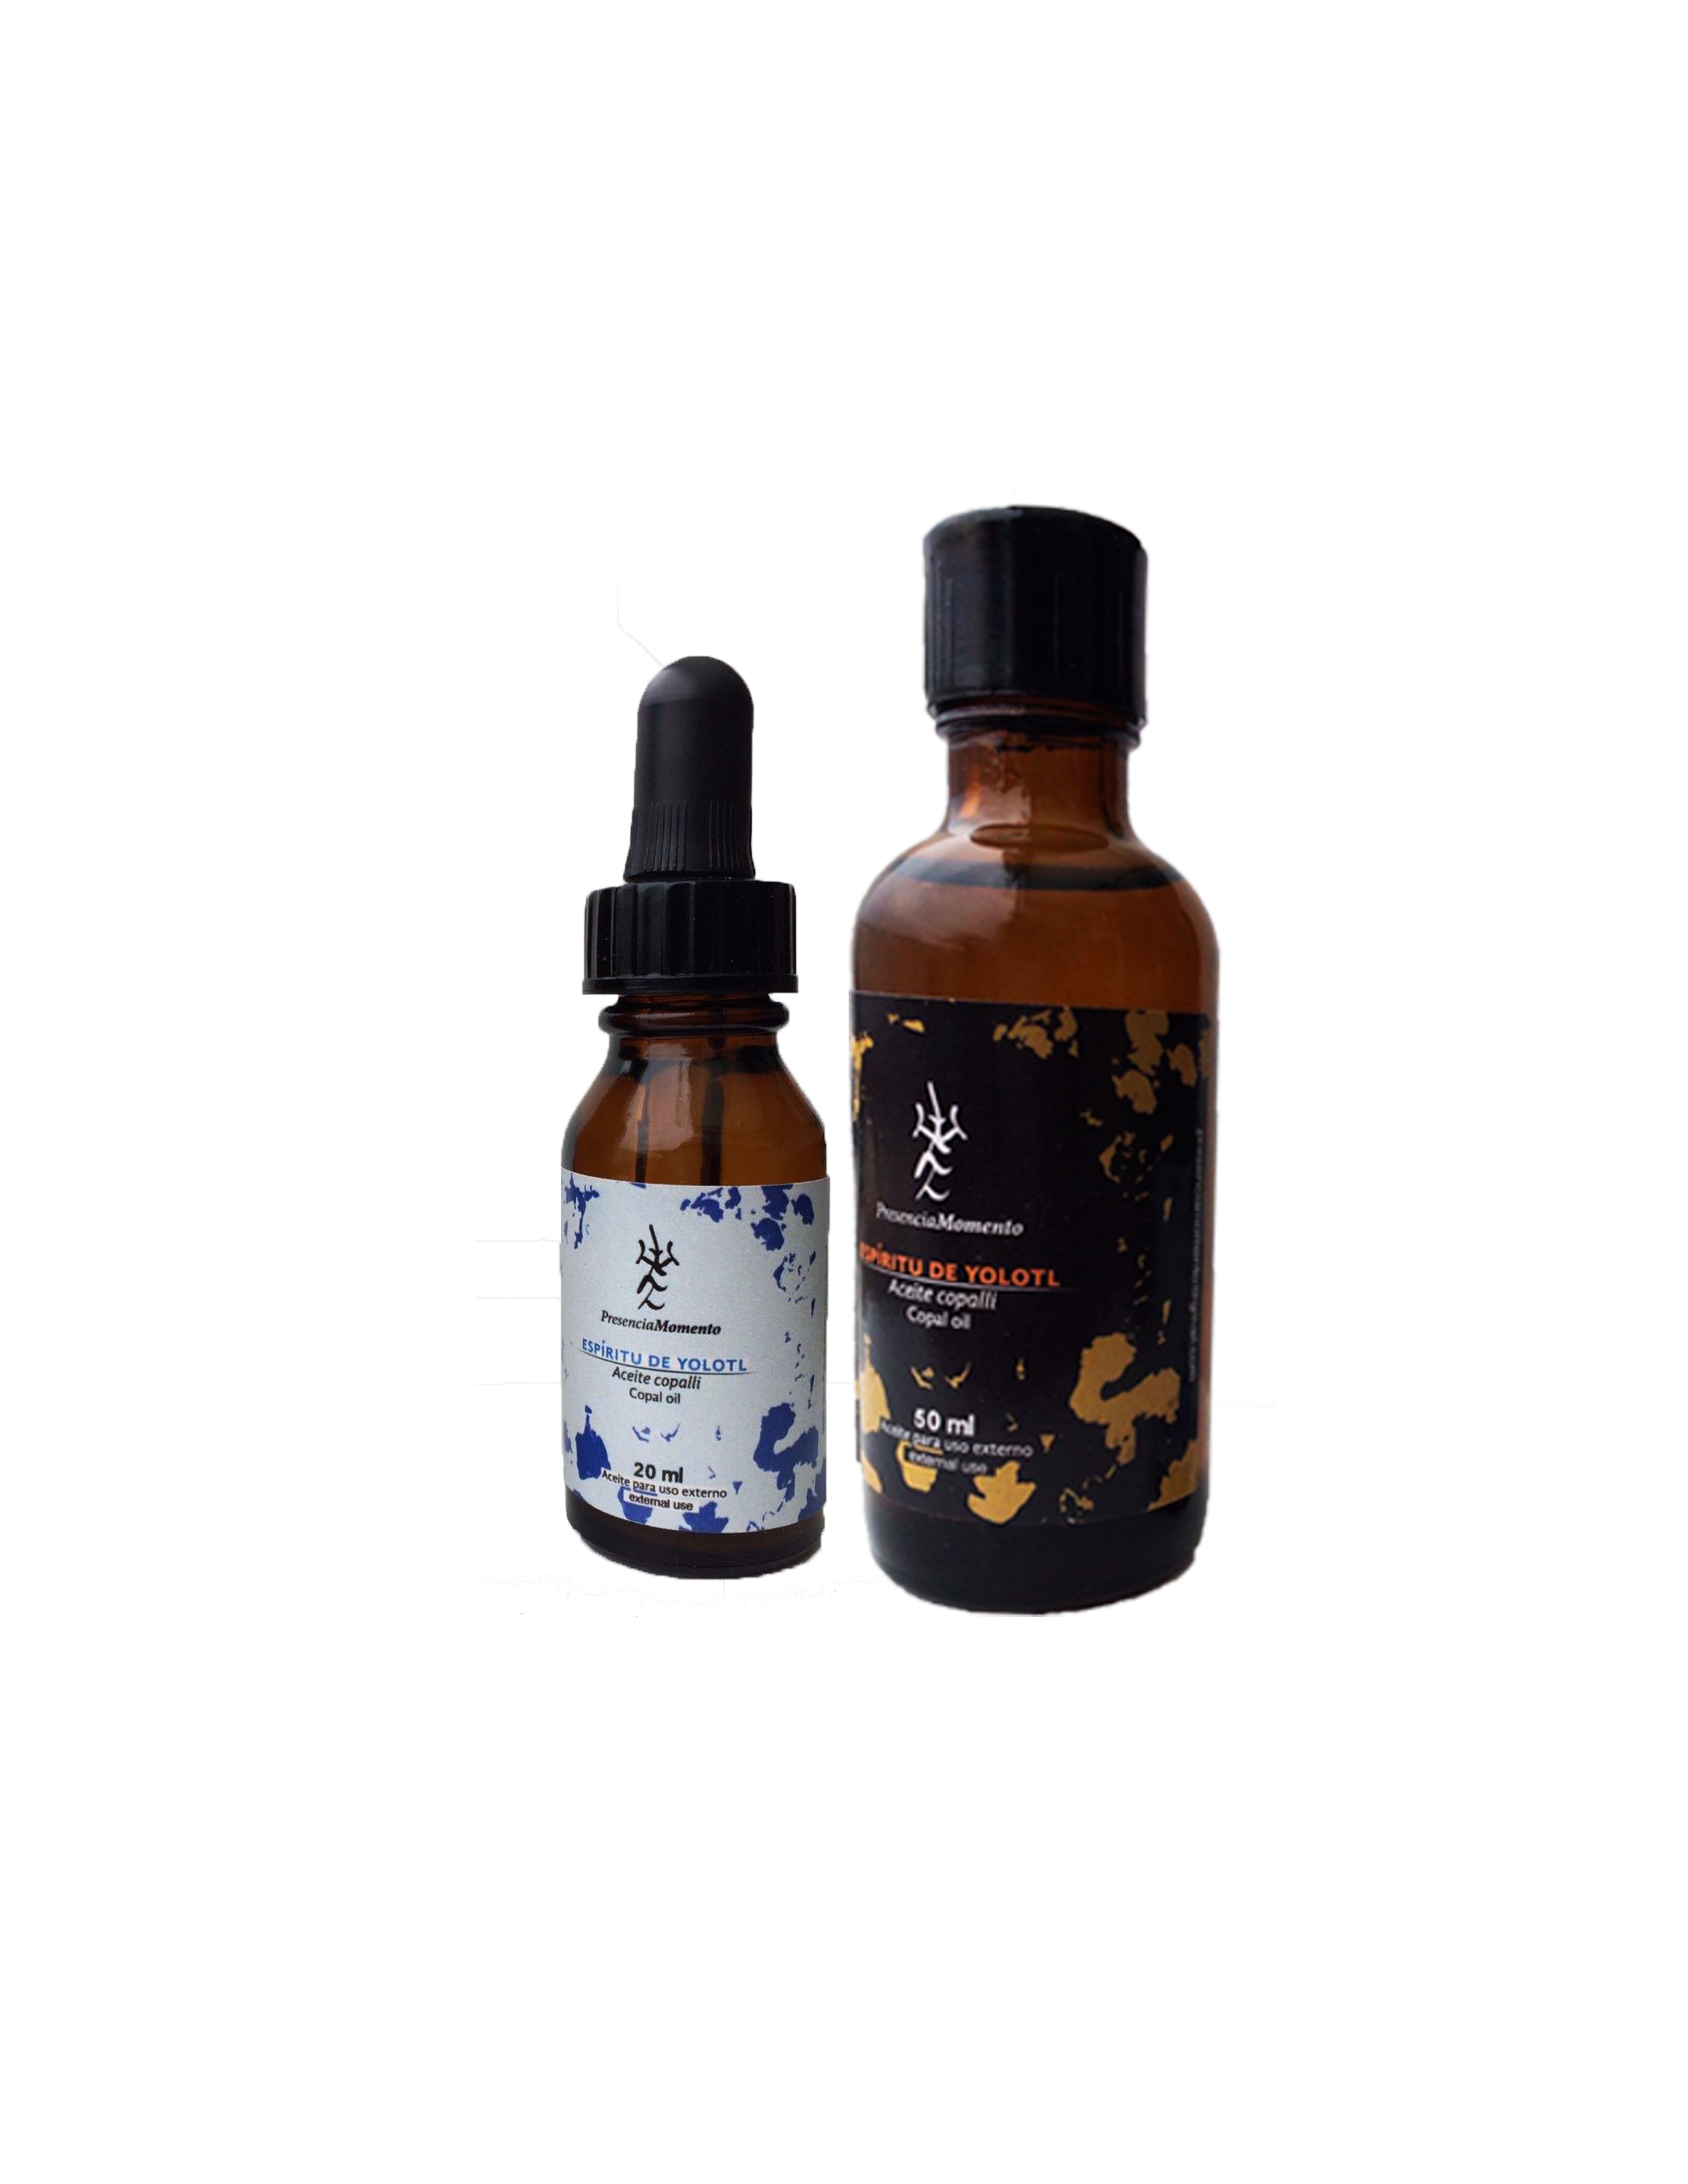 PresenciaMomento
ESPÍRITU DE YOLOTL
Aceite copalli
Copal oil
20 ml
Aceite para uso externo
external use
PresenciaMomento
ESPÍRITU DE YOLOTL
Aceite copalli
Copal oil
50 ml
Aceite para uso externo
external use